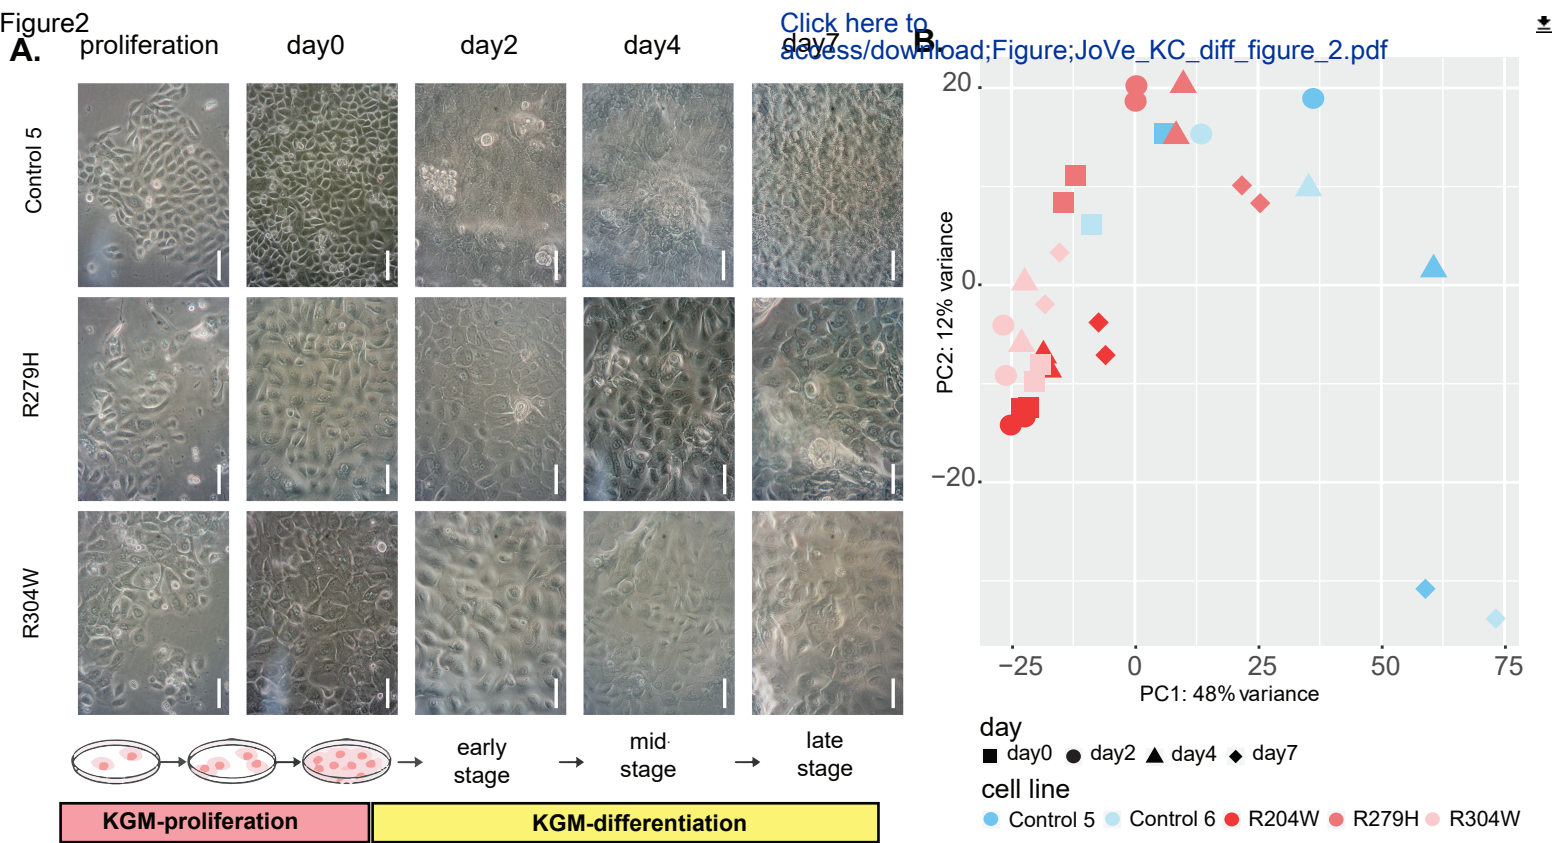 Figure2
Click here to
access/download;Figure;JoVe_KC_diff_figure_2.pdf
A.
proliferation
day0
day2
day4
day7
Control 5
R279H
R304W
early
stage
mid
stage
late
stage
KGM-proliferation
KGM-differentiation
B.
20
0
−20
PC2: 12% variance
−25
0
25
50
75
PC1: 48% variance
day
day0
day2
day4
day7
cell line
Control 5
Control 6
R204W
R279H
R304W